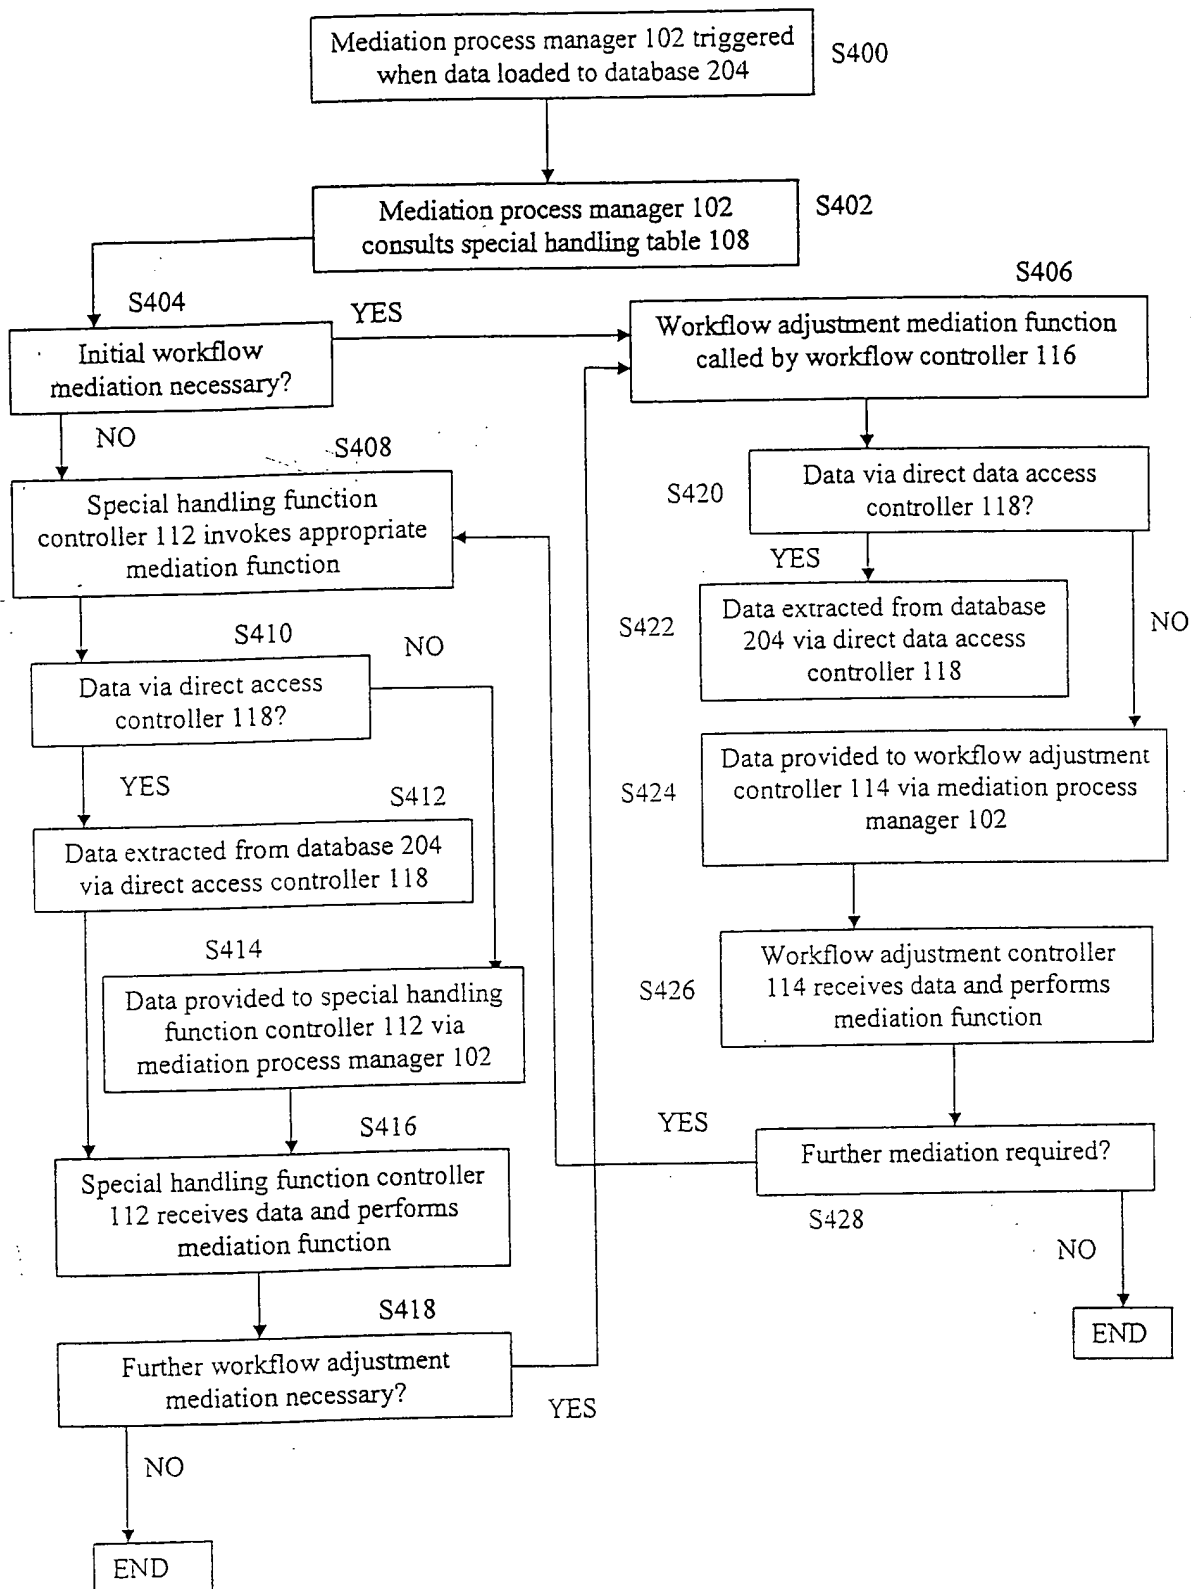 Mediation process manager 102 triggered
when data loaded to database 204
S400
Mediation process manager 102
consults special handling table 108
S402
S404
Initial workflow
mediation necessary?
YES
NO
S406
Workflow adjustment mediation function
called by workflow controller 116
S408
Special handling function
controller 112 invokes appropriate
mediation function
S420
Data via direct data access
controller 118?
YES
NO
S410
Data via direct access
controller 118?
NO
YES
S422
Data extracted from database
204 via direct data access
controller 118
S412
Data extracted from database 204
via direct access controller 118
S424
Data provided to workflow adjustment
controller 114 via mediation process
manager 102
S414
Data provided to special handling
function controller 112 via
mediation process manager 102
S426
Workflow adjustment controller
114 receives data and performs
mediation function
S416
Special handling function controller
112 receives data and performs
mediation function
YES
Further mediation required?
S428
NO
END
S418
Further workflow adjustment
mediation necessary?
YES
NO
END